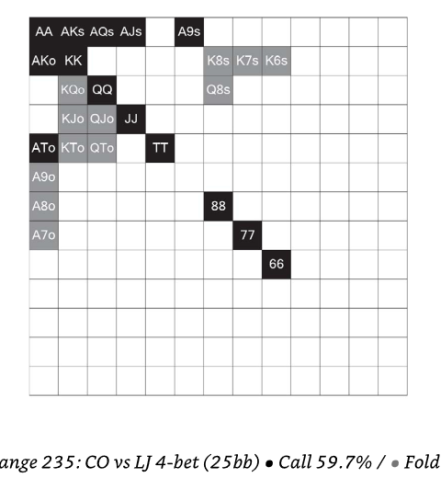 AA AKs AQs AJs A9s
AKo KK K8s K7s K6s
KQo QQ Q8s
KJo QJo JJ
ATo KTo QTo TT
A9o
A8o 88
A7o 77
66
ange 235: CO vs LJ 4-bet (25bb) • Call 59.7% / • Fold